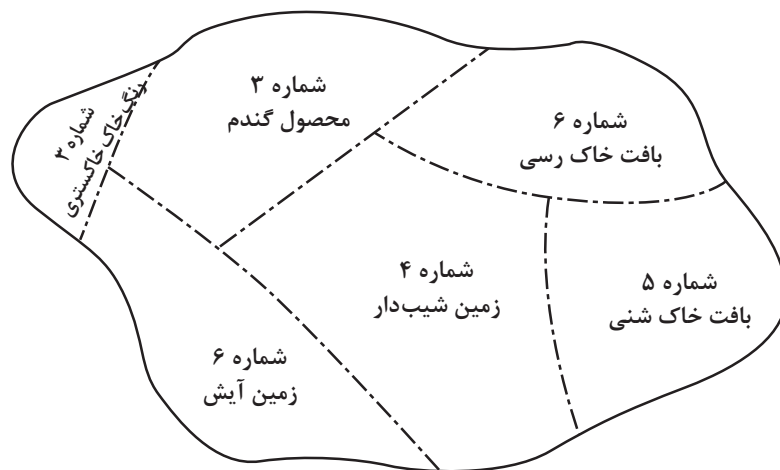 شماره ۳
محصول گندم
شماره ۶
بافت خاک رسی
شماره ۳
رنگ خاک خاکستری
شماره ۴
زمین شیب‌دار
شماره ۵
بافت خاک شنی
شماره ۶
زمین آیش